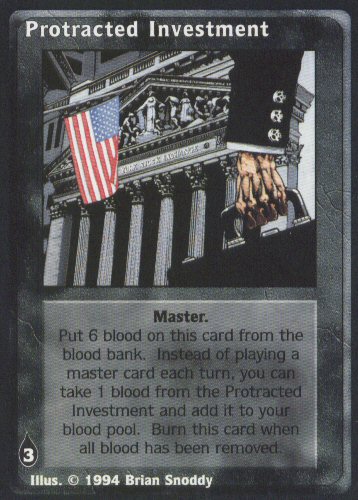 Protracted Investment
Master.
Put 6 blood on this card from the
blood bank. Instead of playing a
master card each turn, you can
take 1 blood from the Protracted
Investment and add it to your
blood pool. Burn this card when
all blood has been removed.
3
Illus. © 1994 Brian Snoddy